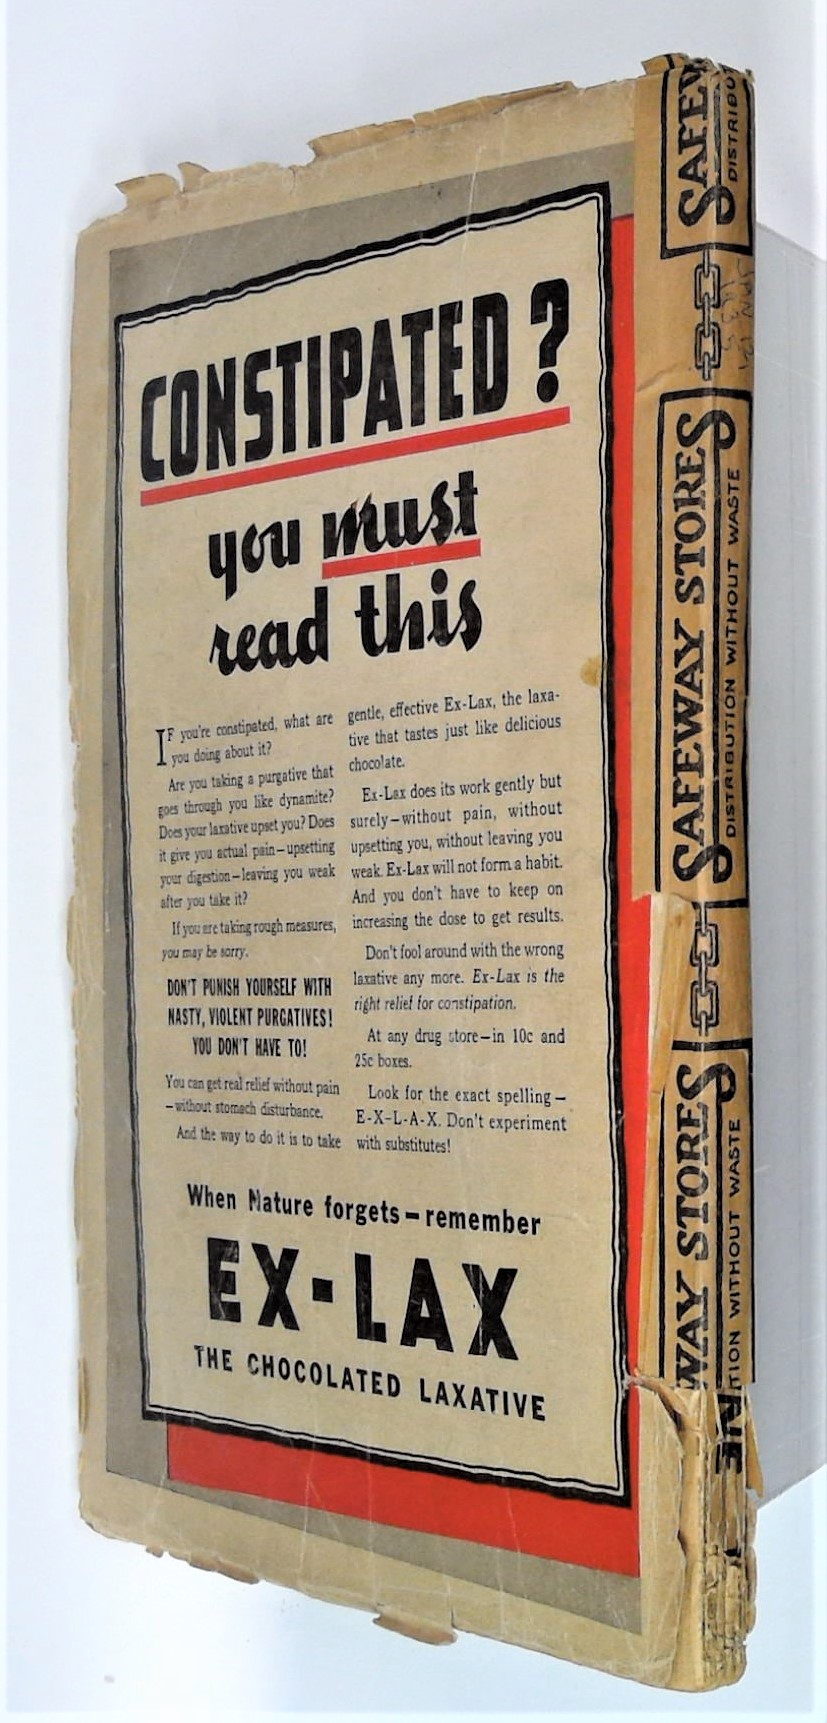 CONSTIPATED?
you must
read this
IF you're constipated, what are
you doing about it?
Are you taking a purgative that
goes through you like dynamite?
Does your laxative upset you? Does
it give you actual pain—upsetting
your digestion—leaving you weak
after you take it?
If you are taking rough measures,
you may be sorry.
DON'T PUNISH YOURSELF WITH
NASTY, VIOLENT PURGATIVES!
YOU DON'T HAVE TO!
You can get real relief without pain
—without stomach disturbance.
And the way to do it is to take
gentle, effective Ex-Lax, the laxa-
tive that tastes just like delicious
chocolate.
Ex-Lax does its work gently but
surely—without pain, without
upsetting you, without leaving you
weak. Ex-Lax will not form a habit.
And you don't have to keep on
increasing the dose to get results.
Don't fool around with the wrong
laxative any more. Ex-Lax is the
right relief for constipation.
At any drug store—in 10c and
25c boxes.
Look for the exact spelling—
E-X-L-A-X. Don't experiment
with substitutes!
When Nature forgets—remember
EX-LAX
THE CHOCOLATED LAXATIVE
SAFEW
DISTRIBU
SAFEWAY STORES
DISTRIBUTION WITHOUT WASTE
WAY STORES
TION WITHOUT WASTE
NE